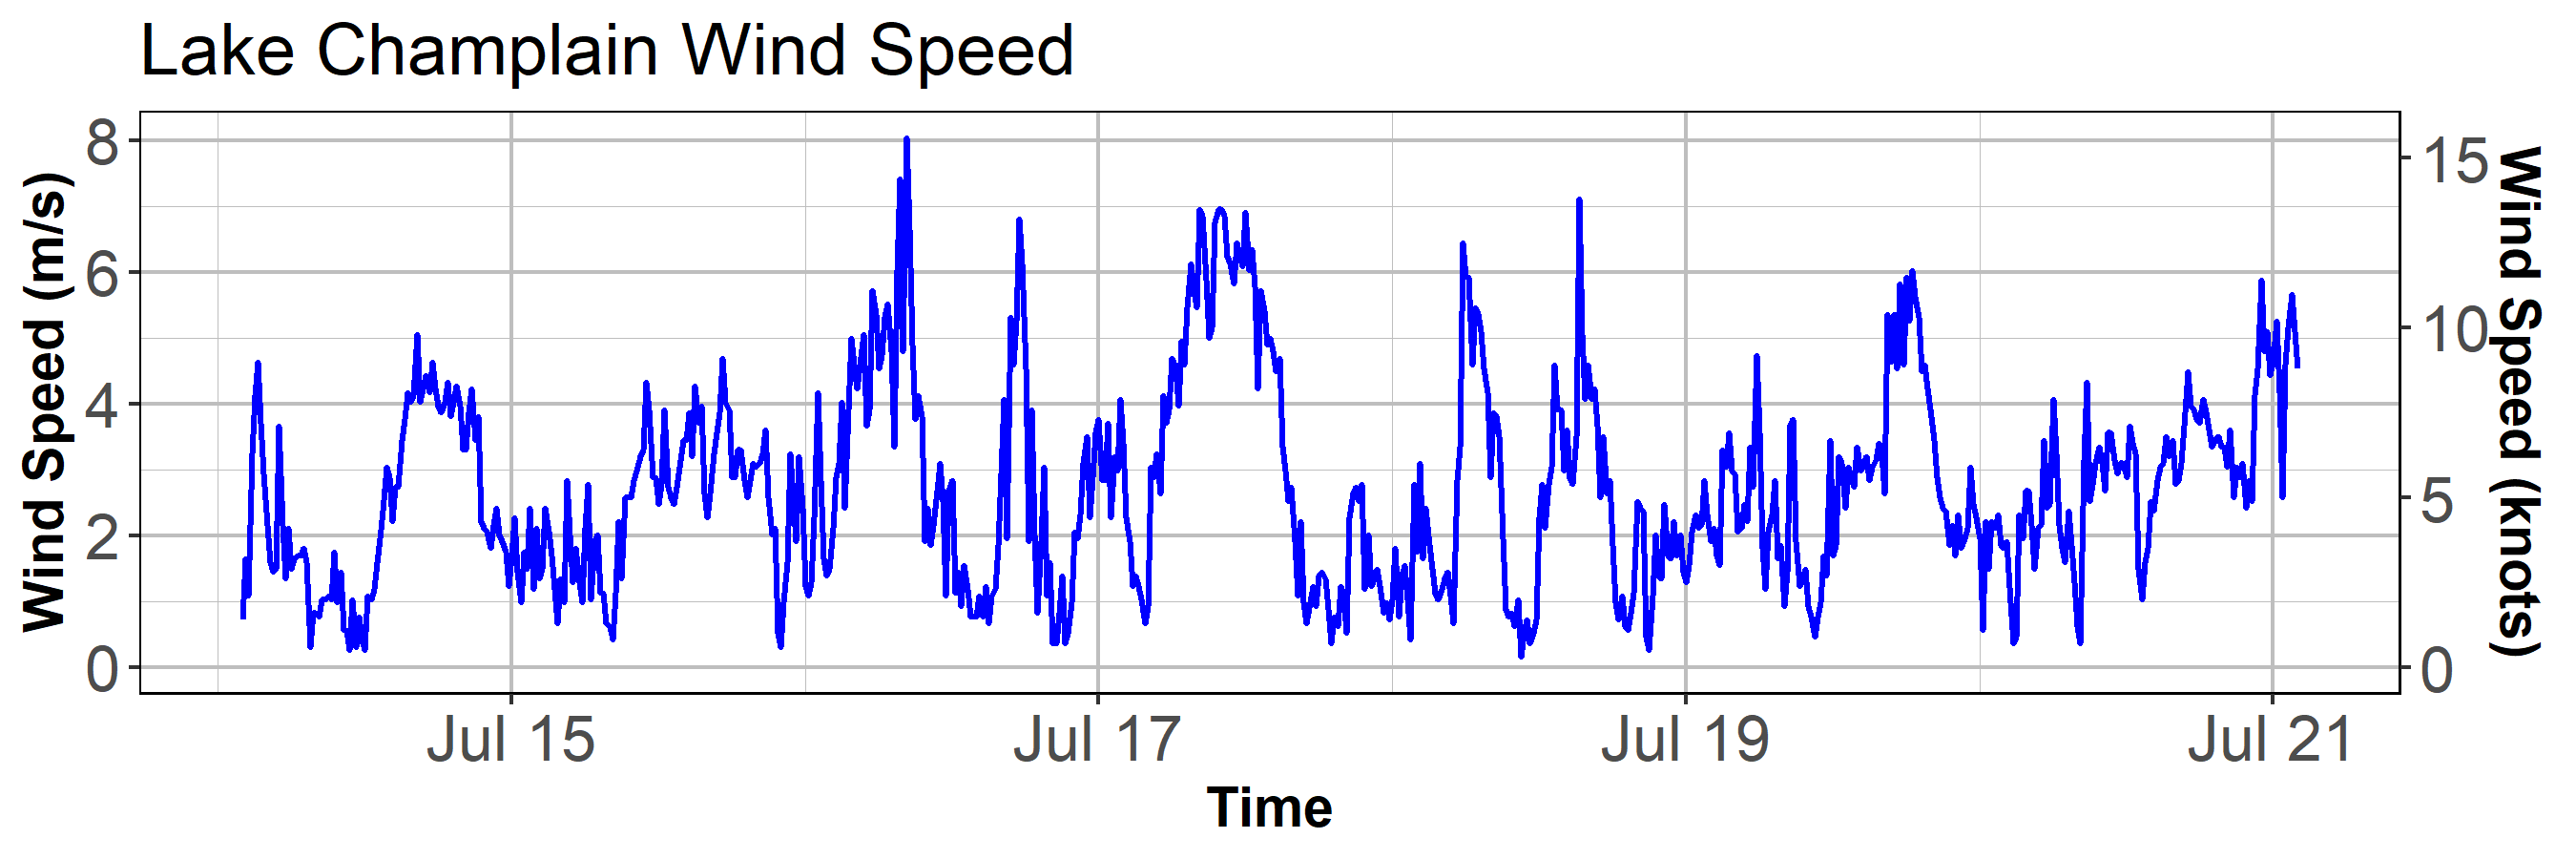 Lake Champlain Wind Speed
Wind Speed (m/s)
8
6
4
2
0
15
10
5
0
Wind Speed (knots)
Jul 15
Jul 17
Jul 19
Jul 21
Time